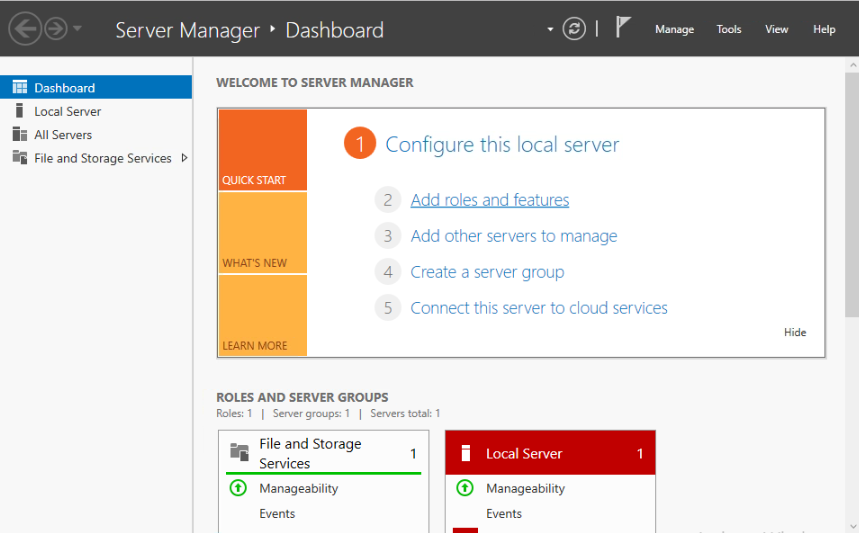 Server Manager ‣ Dashboard
Manage Tools View Help
Dashboard
Local Server
All Servers
File and Storage Services
WELCOME TO SERVER MANAGER
QUICK START
WHAT'S NEW
LEARN MORE
1 Configure this local server
2 Add roles and features
3 Add other servers to manage
4 Create a server group
5 Connect this server to cloud services
Hide
ROLES AND SERVER GROUPS
Roles: 1 | Server groups: 1 | Servers total: 1
File and Storage
Services
1
Manageability
Events
Local Server 1
Manageability
Events